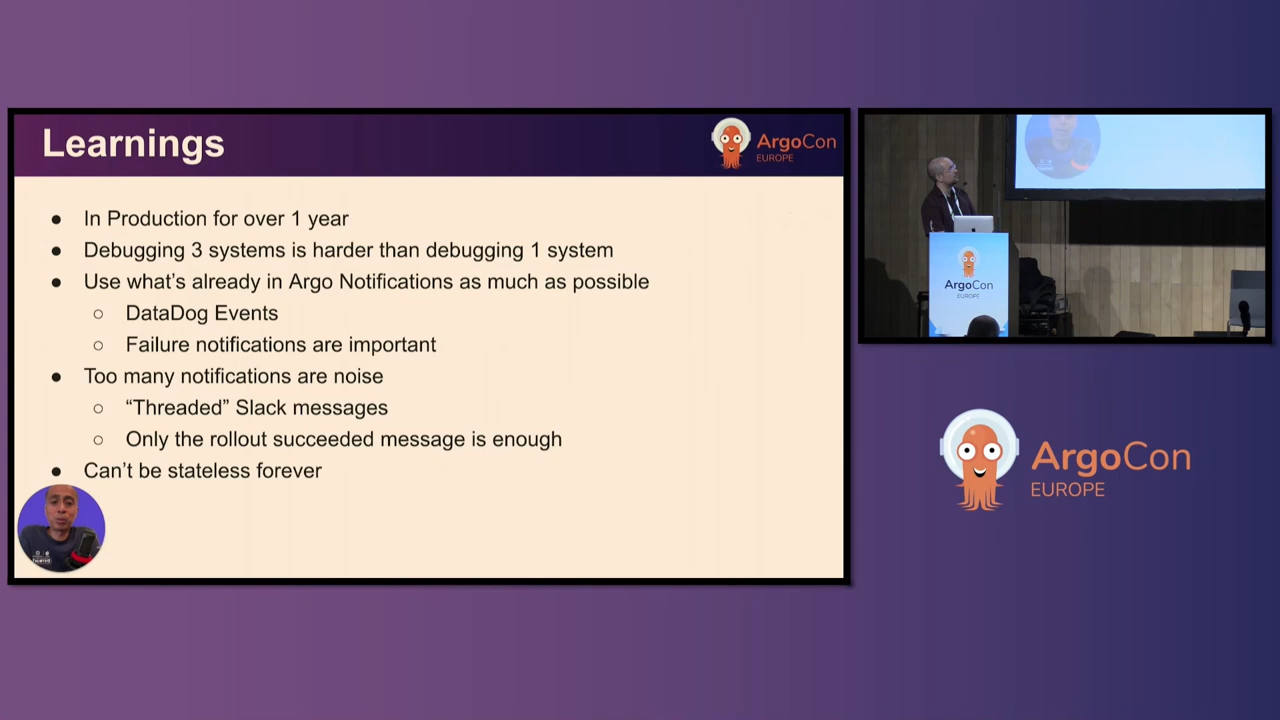 Learnings
ArgoCon
EUROPE
In Production for over 1 year
Debugging 3 systems is harder than debugging 1 system
Use what’s already in Argo Notifications as much as possible
DataDog Events
Failure notifications are important
Too many notifications are noise
“Threaded” Slack messages
Only the rollout succeeded message is enough
Can’t be stateless forever
ArgoCon
EUROPE
ArgoCon
EUROPE